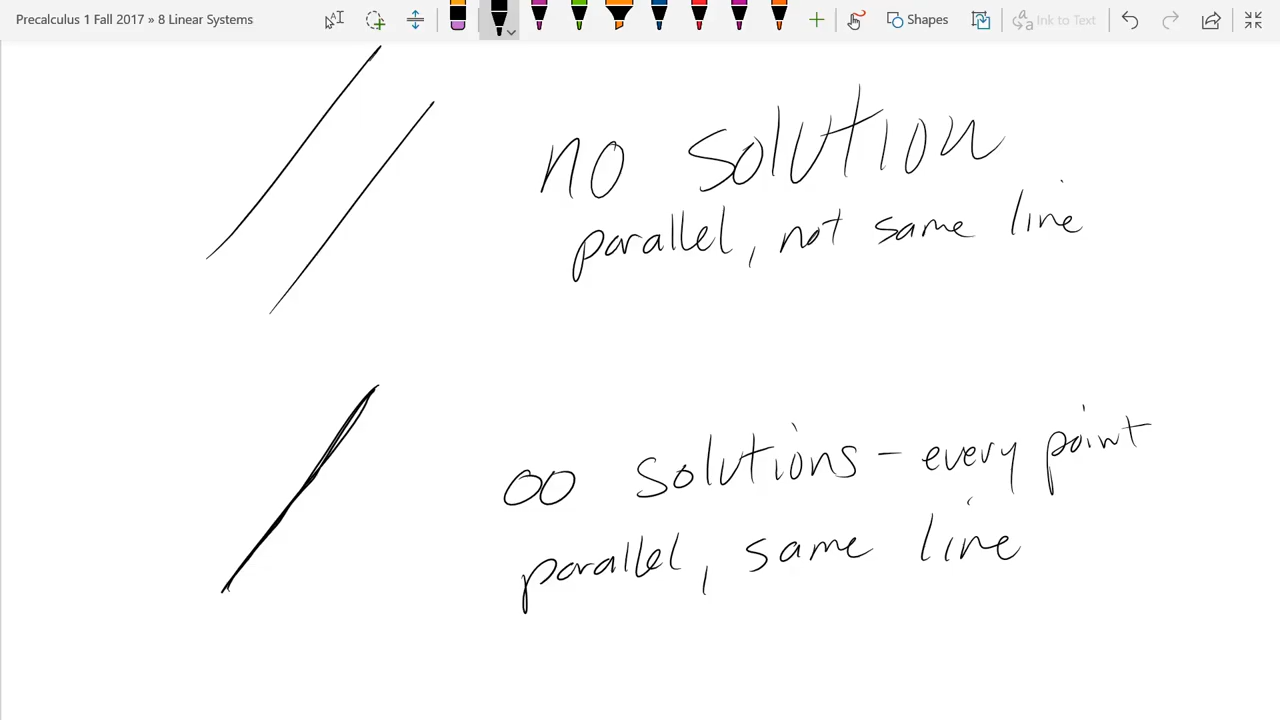 Precalculus 1 Fall 2017 » 8 Linear Systems
Shapes
Ink to Text
no solution
parallel, not same line
∞ solutions – every point
parallel, same line